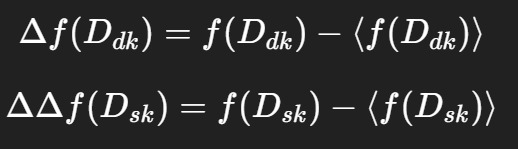 Δf(D_{dk}) = f(D_{dk}) − ⟨f(D_{dk})⟩
ΔΔf(D_{sk}) = f(D_{sk}) − ⟨f(D_{sk})⟩